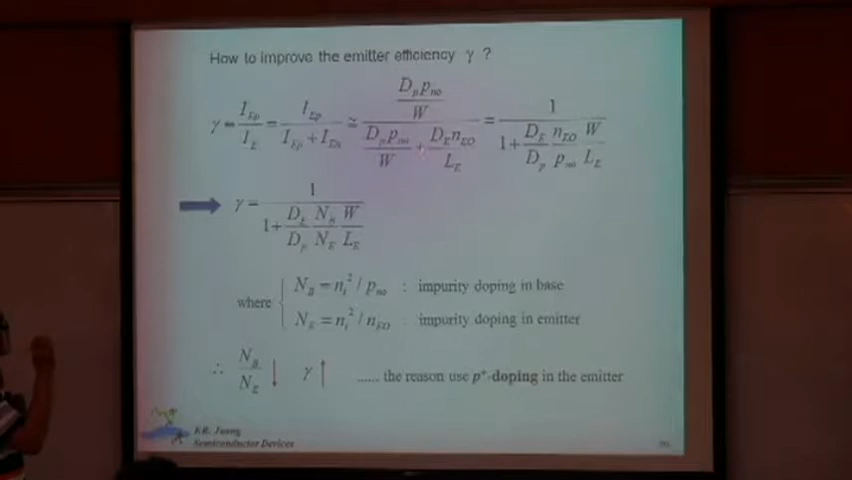 How to improve the emitter efficiency γ ?
γ = I_Ep / I_E = I_Ep / (I_Ep + I_En) ≅ (D_p p_no / W) / (D_p p_no / W + D_E n_EO / L_E) = 1 / (1 + (D_E / D_p) (n_EO / p_no) (W / L_E))
γ = 1 / (1 + (D_E / D_p) (N_B / N_E) (W / L_E))
where { N_B = n_i² / p_no : impurity doping in base
N_E = n_i² / n_EO : impurity doping in emitter
∴ N_B / N_E ↓ γ ↑ ...... the reason use p⁺-doping in the emitter
Semiconductor Devices